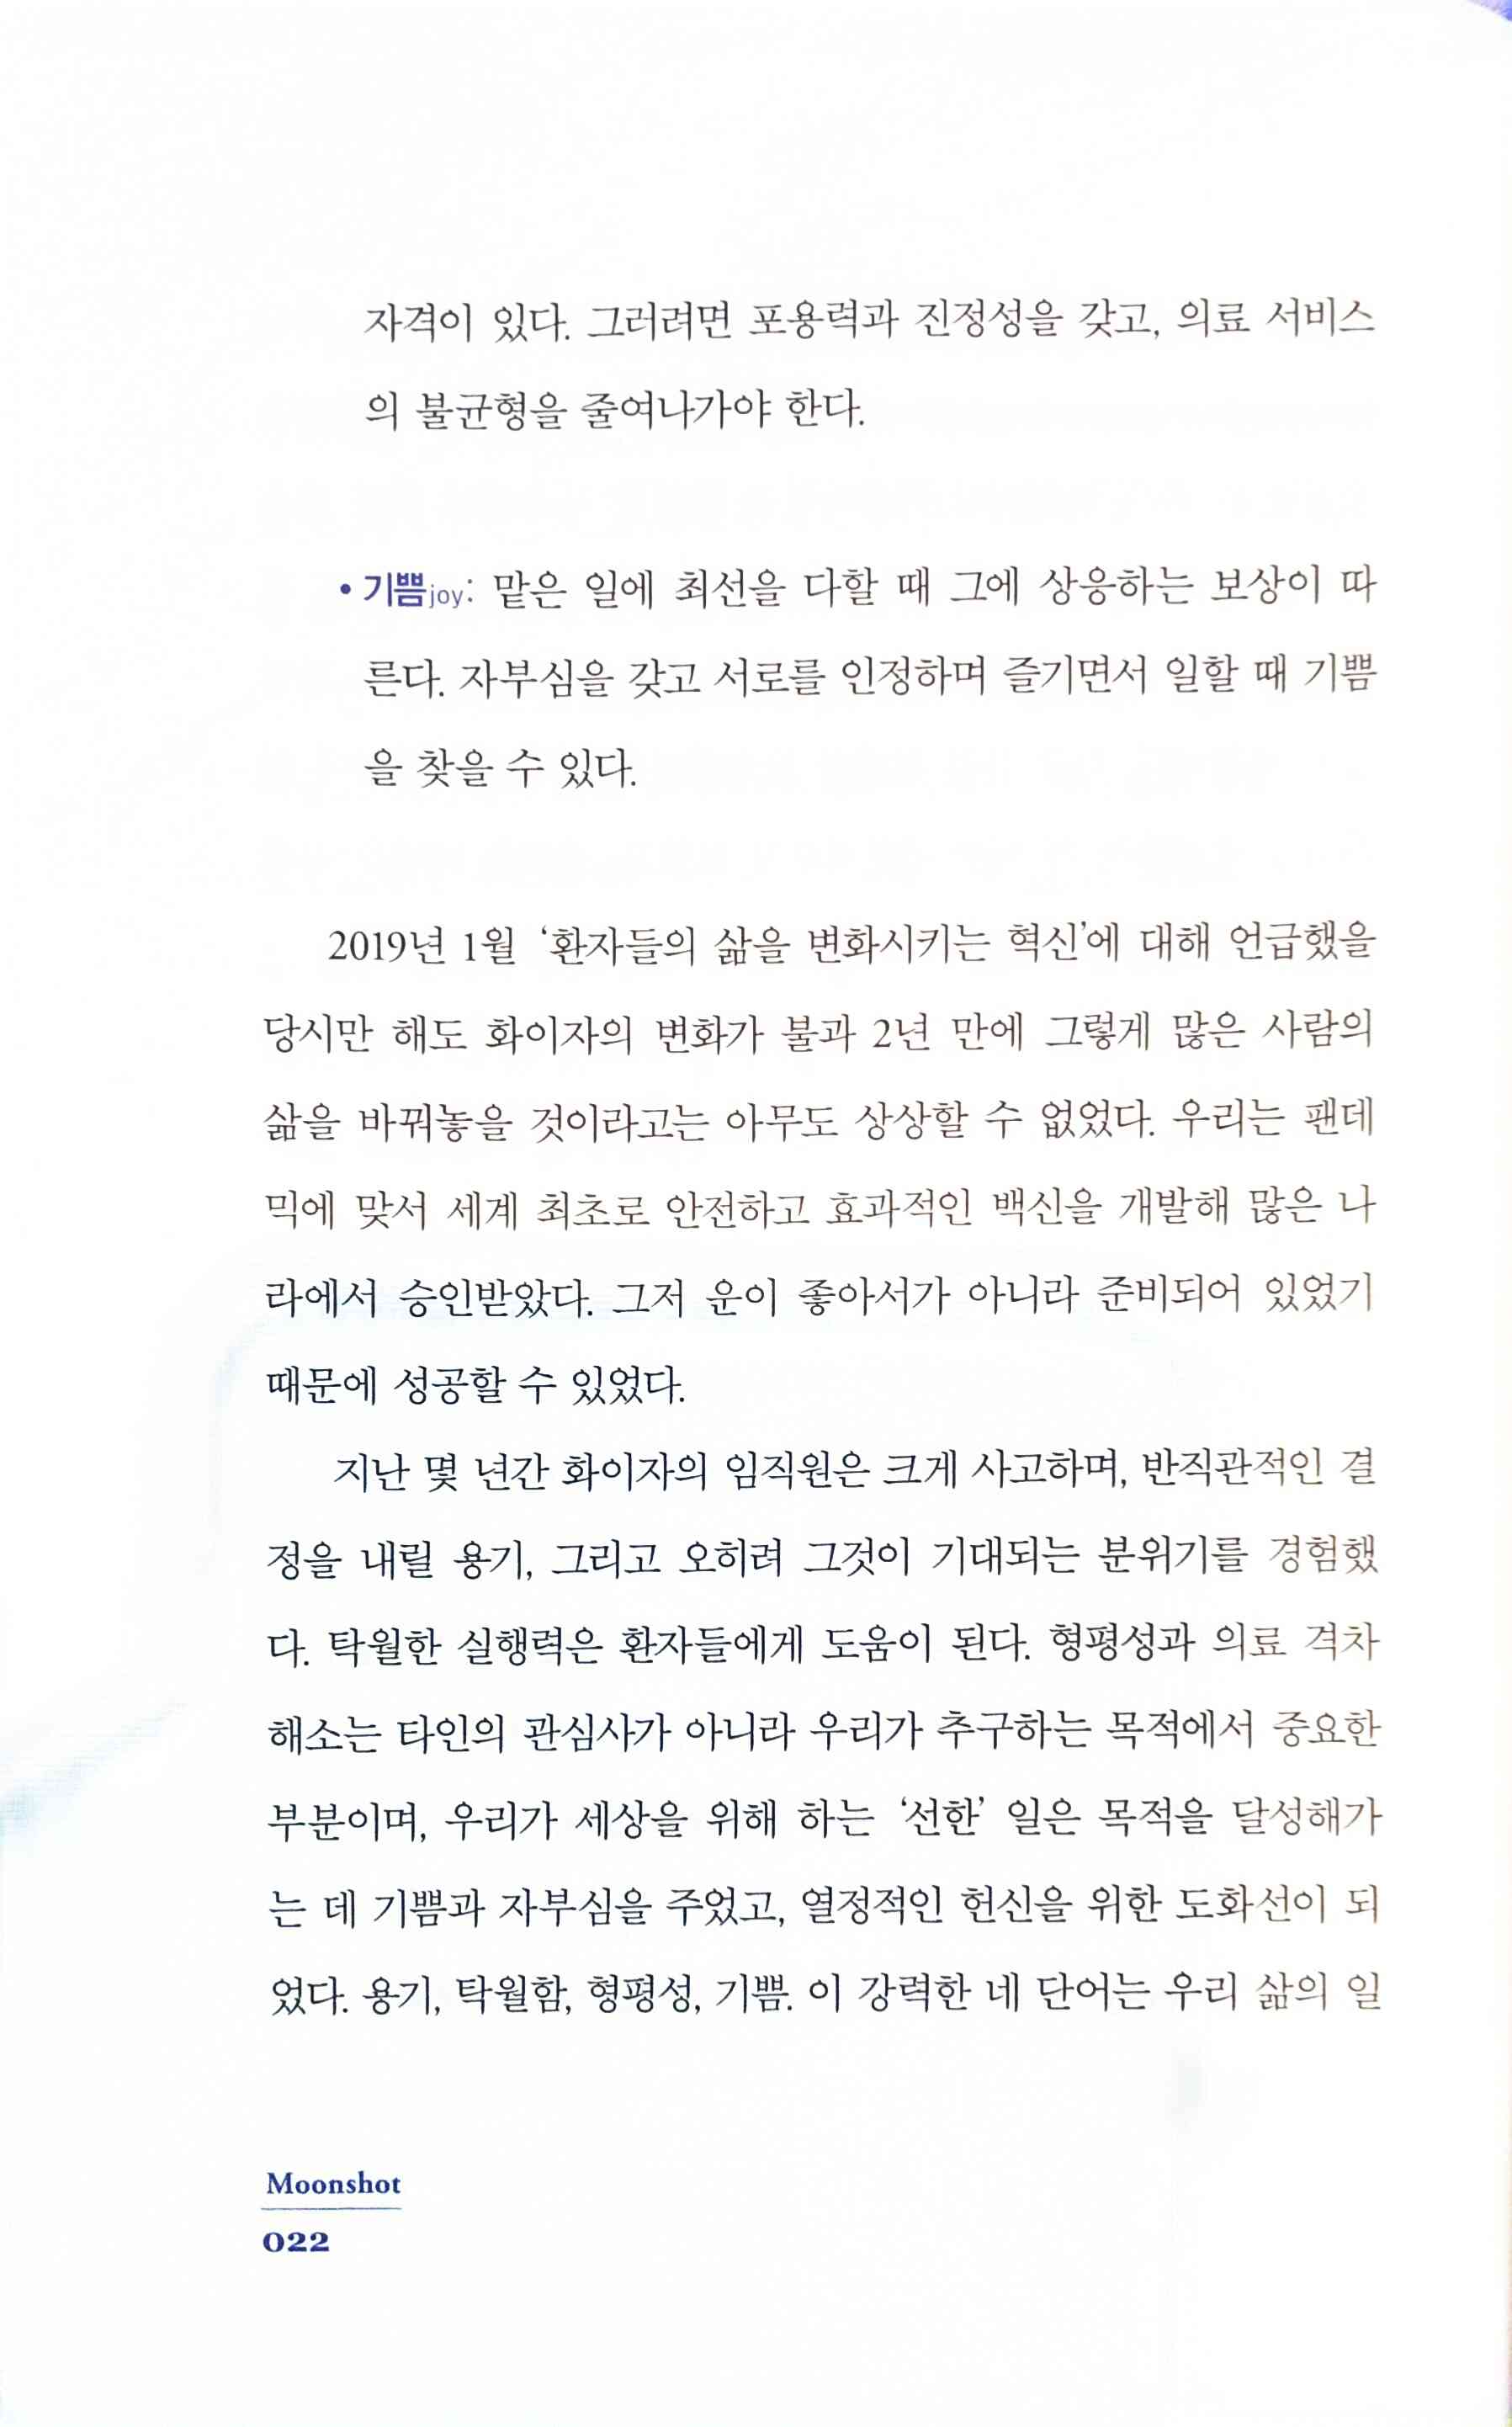 자격이 있다. 그러려면 포용력과 진정성을 갖고, 의료 서비스
의 불균형을 줄여나가야 한다.
• 기쁨joy: 맡은 일에 최선을 다할 때 그에 상응하는 보상이 따
른다. 자부심을 갖고 서로를 인정하며 즐기면서 일할 때 기쁨
을 찾을 수 있다.
2019년 1월 ‘환자들의 삶을 변화시키는 혁신’에 대해 언급했을
당시만 해도 화이자의 변화가 불과 2년 만에 그렇게 많은 사람의
삶을 바꿔놓을 것이라고는 아무도 상상할 수 없었다. 우리는 팬데
믹에 맞서 세계 최초로 안전하고 효과적인 백신을 개발해 많은 나
라에서 승인받았다. 그저 운이 좋아서가 아니라 준비되어 있었기
때문에 성공할 수 있었다.
지난 몇 년간 화이자의 임직원은 크게 사고하며, 반직관적인 결
정을 내릴 용기, 그리고 오히려 그것이 기대되는 분위기를 경험했
다. 탁월한 실행력은 환자들에게 도움이 된다. 형평성과 의료 격차
해소는 타인의 관심사가 아니라 우리가 추구하는 목적에서 중요한
부분이며, 우리가 세상을 위해 하는 ‘선한’ 일은 목적을 달성해가
는 데 기쁨과 자부심을 주었고, 열정적인 헌신을 위한 도화선이 되
었다. 용기, 탁월함, 형평성, 기쁨. 이 강력한 네 단어는 우리 삶의 일
Moonshot
022